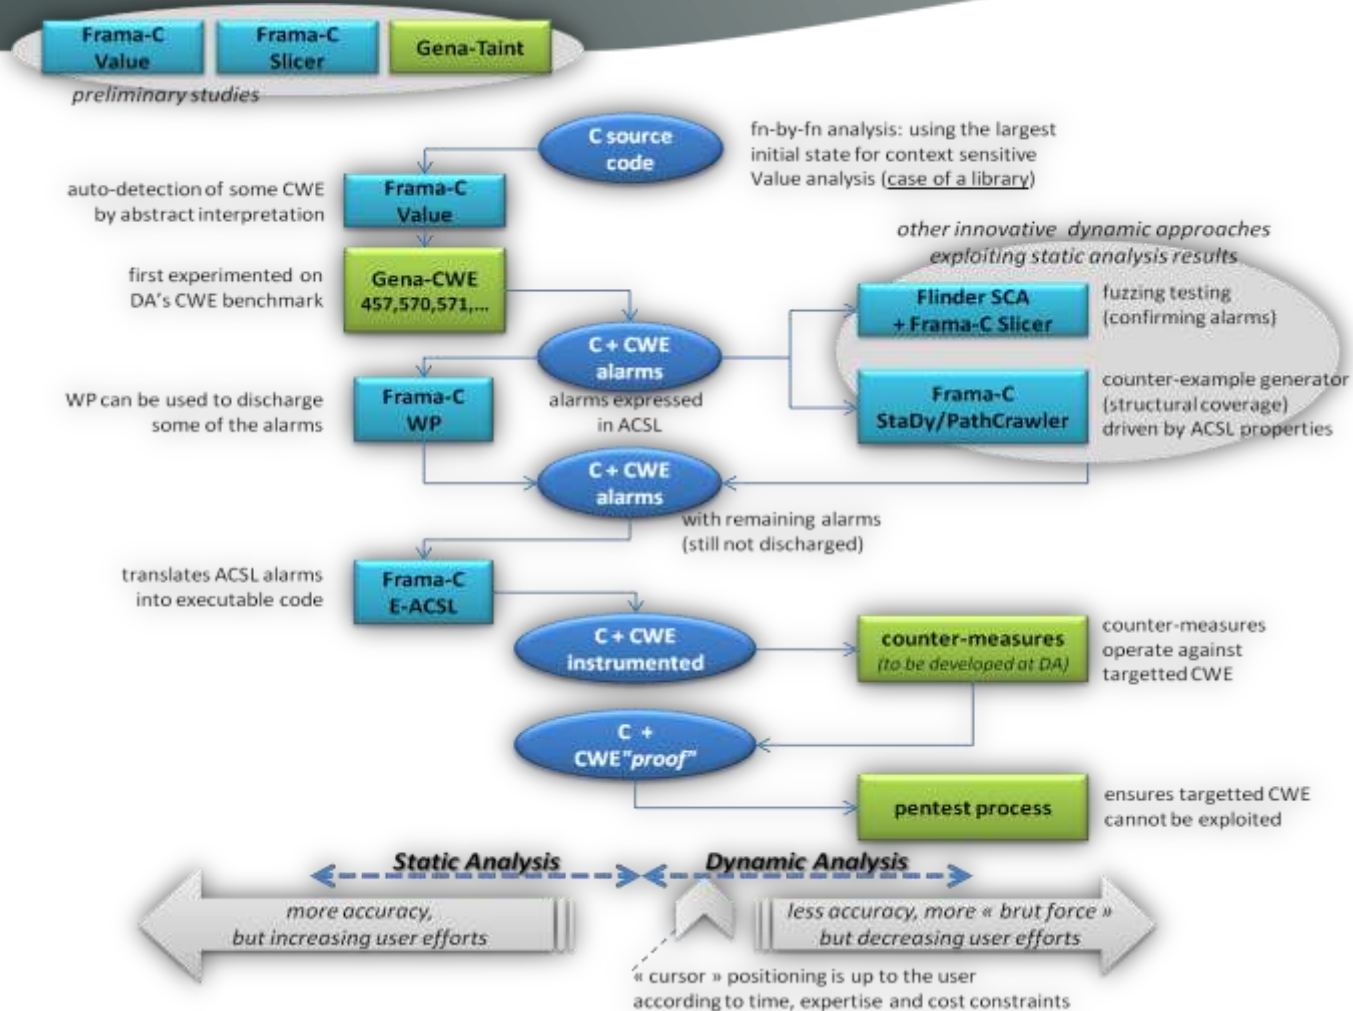 Frama-C
Value
Frama-C
Slicer
Gena-Taint
preliminary studies
C source
code
fn-by-fn analysis: using the largest
initial state for context sensitive
Value analysis (case of a library)
auto-detection of some CWE
by abstract interpretation
Frama-C
Value
other innovative dynamic approaches
exploiting static analysis results
first experimented on
DA's CWE benchmark
Gena-CWE
457,570,571,...
Flinder SCA
+ Frama-C Slicer
fuzzing testing
(confirming alarms)
C + CWE
alarms
alarms expressed
in ACSL
WP can be used to discharge
some of the alarms
Frama-C
WP
Frama-C
StaDy/PathCrawler
counter-example generator
(structural coverage)
driven by ACSL properties
C + CWE
alarms
with remaining alarms
(still not discharged)
translates ACSL alarms
into executable code
Frama-C
E-ACSL
C + CWE
instrumented
counter-measures
(to be developed at DA)
counter-measures
operate against
targetted CWE
C +
CWE"proof"
pentest process
ensures targetted CWE
cannot be exploited
Static Analysis
Dynamic Analysis
more accuracy,
but increasing user efforts
less accuracy, more « brut force »
but decreasing user efforts
« cursor » positioning is up to the user
according to time, expertise and cost constraints